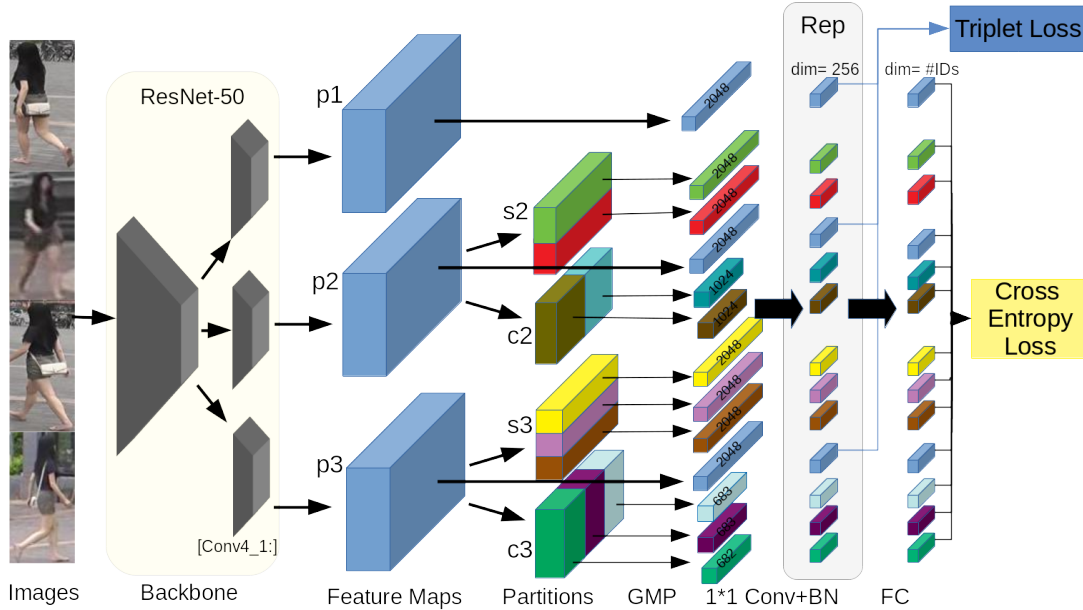 Rep
Triplet Loss
dim= 256
dim= #IDs
ResNet-50
p1
2048
2048
s2
2048
2048
p2
1024
1024
c2
2048
Cross
Entropy
Loss
2048
s3
2048
p3
2048
683
683
c3
682
[Conv4_1:]
Images
Backbone
Feature Maps
Partitions
GMP
1*1 Conv+BN
FC